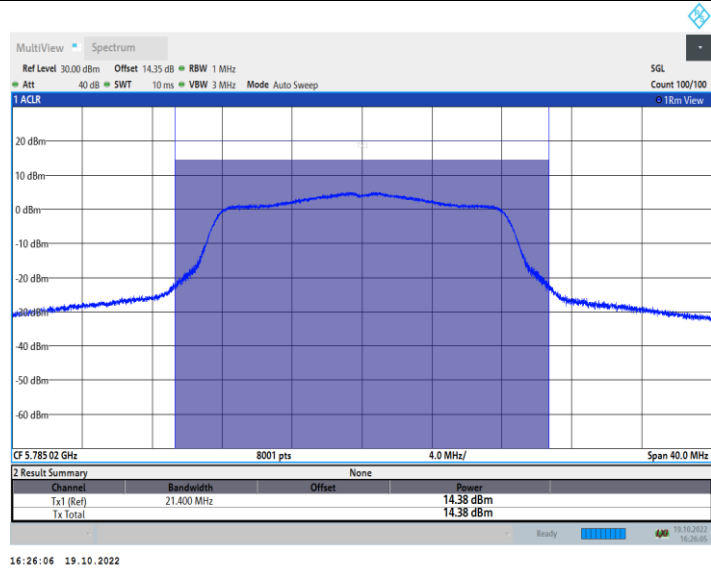 R&S
MultiView Spectrum
Ref Level 30.00 dBm Offset 14.35 dB RBW 1 MHz SGL
Att 40 dB SWT 10 ms VBW 3 MHz Mode Auto Sweep Count 100/100
1 ACLR 1Rm View
20 dBm
10 dBm
0 dBm
-10 dBm
-20 dBm
-30 dBm
-40 dBm
-50 dBm
-60 dBm
CF 5.785 02 GHz 8001 pts 4.0 MHz/ Span 40.0 MHz
2 Result Summary None
Channel Bandwidth Offset Power
Tx1 (Ref) 21.400 MHz 14.38 dBm
Tx Total 14.38 dBm
Ready 19.10.2022
16:26:05
16:26:06 19.10.2022